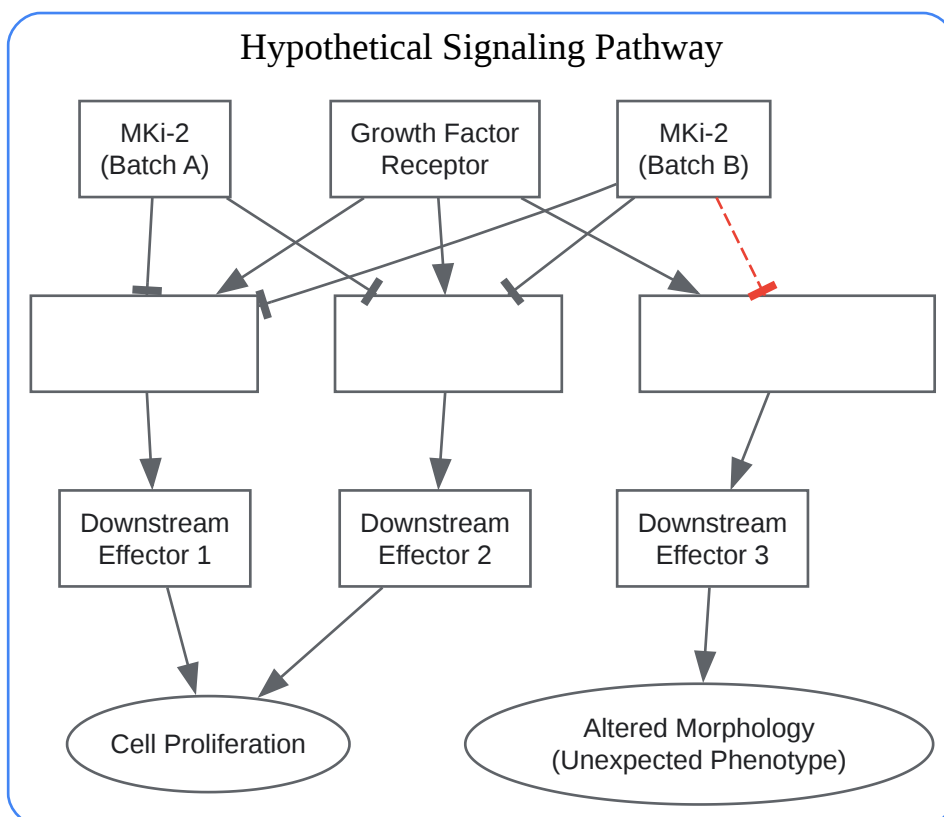 Hypothetical Signaling Pathway
MKi-2
(Batch A)
Growth Factor
Receptor
MKi-2
(Batch B)
Downstream
Effector 1
Downstream
Effector 2
Downstream
Effector 3
Cell Proliferation
Altered Morphology
(Unexpected Phenotype)